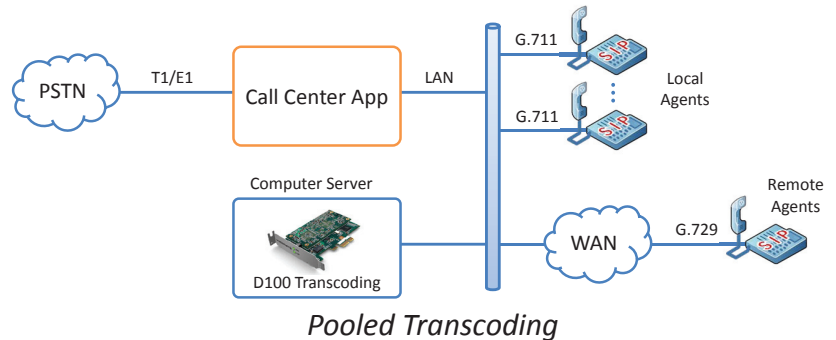 PSTN
T1/E1
Call Center App
LAN
G.711
S.I.P
G.711
S.I.P
Local
Agents
Computer Server
D100 Transcoding
WAN
G.729
S.I.P
Remote
Agents
Pooled Transcoding